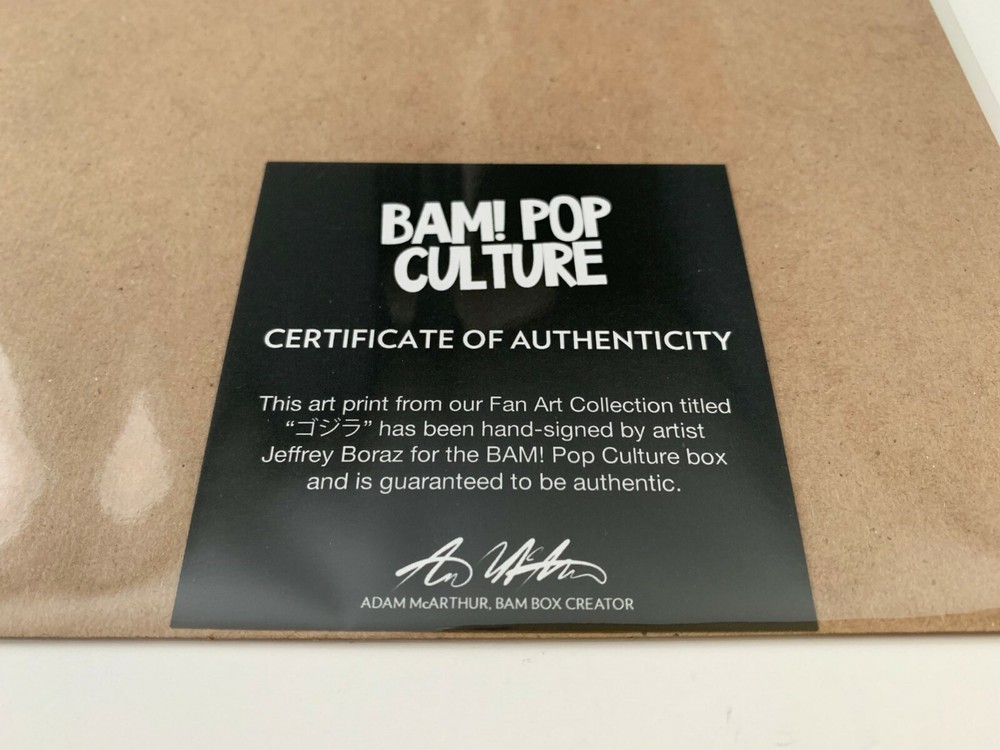 BAM! POP
CULTURE
CERTIFICATE OF AUTHENTICITY
This art print from our Fan Art Collection titled
“ゴジラ” has been hand-signed by artist
Jeffrey Boraz for the BAM! Pop Culture box
and is guaranteed to be authentic.
ADAM McARTHUR, BAM BOX CREATOR